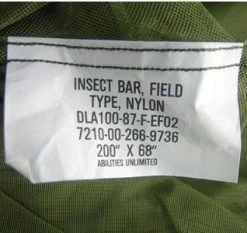 INSECT BAR, FIELD
TYPE, NYLON
DLA100-87-F-EF02
7210-00-266-9736
200" X 68"
ABILITIES UNLIMITED